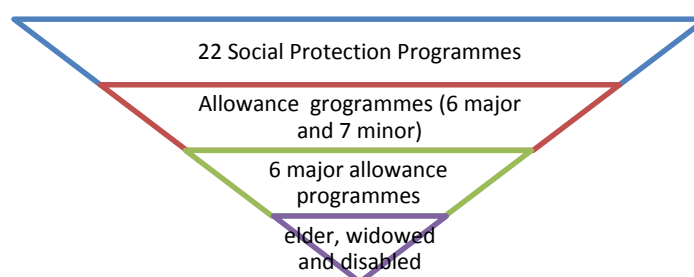 22 Social Protection Programmes
Allowance grogrammes (6 major
and 7 minor)
6 major allowance
programmes
elder, widowed
and disabled